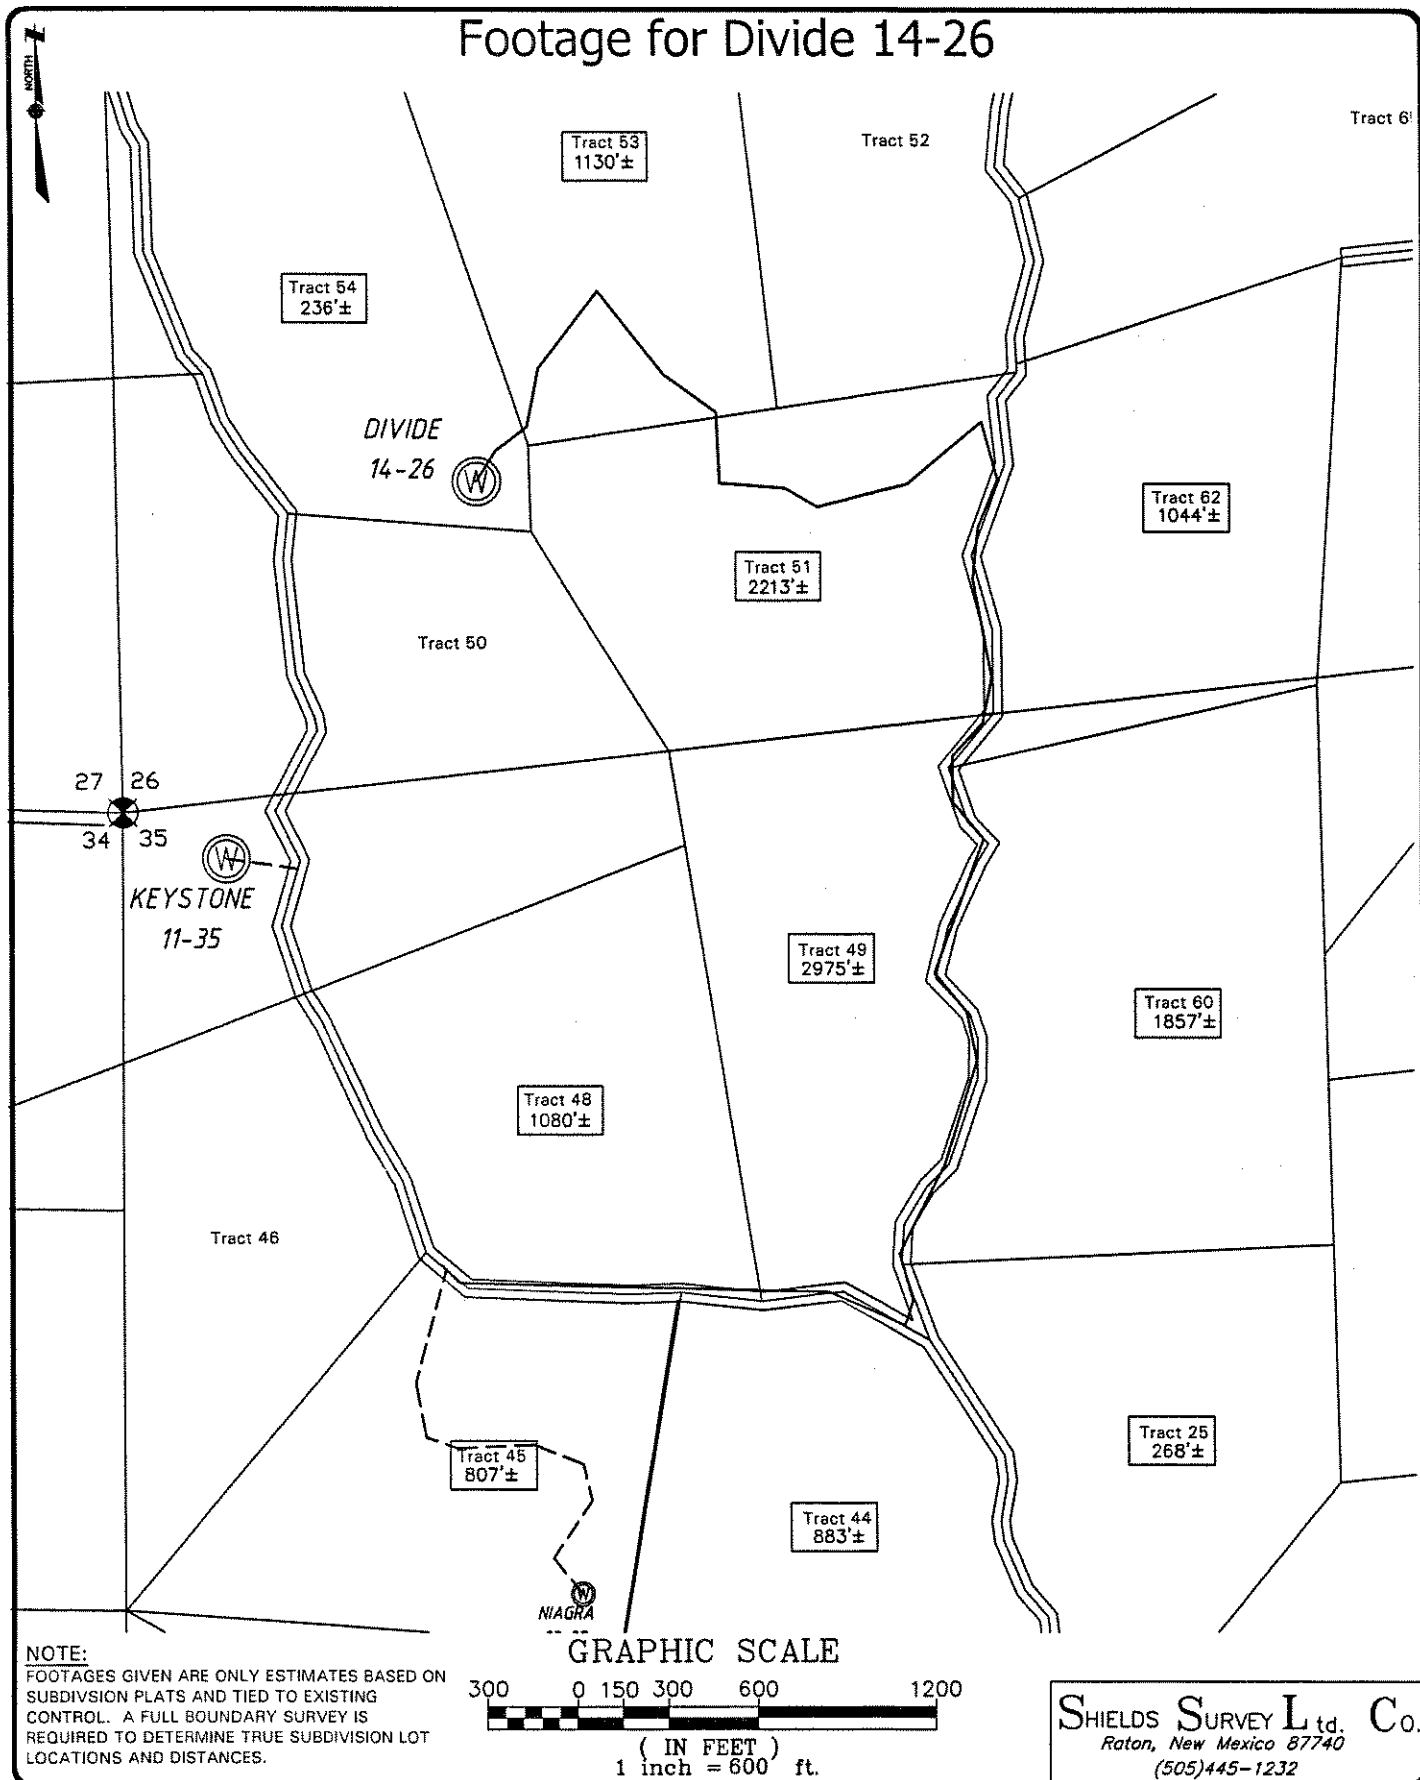 Footage for Divide 14-26
NORTH
Tract 53
1130'±
Tract 52
Tract 54
236'±
DIVIDE
14-26
W
Tract 62
1044'±
Tract 51
2213'±
Tract 50
27 26
34 35
W
KEYSTONE
11-35
Tract 49
2975'±
Tract 60
1857'±
Tract 48
1080'±
Tract 46
Tract 45
807'±
Tract 25
268'±
Tract 44
883'±
W
NIAGRA
NOTE:
FOOTAGES GIVEN ARE ONLY ESTIMATES BASED ON
SUBDIVSION PLATS AND TIED TO EXISTING
CONTROL. A FULL BOUNDARY SURVEY IS
REQUIRED TO DETERMINE TRUE SUBDIVISION LOT
LOCATIONS AND DISTANCES.
GRAPHIC SCALE
300 0 150 300 600 1200
( IN FEET )
1 inch = 600 ft.
SHIELDS SURVEY Ltd. Co.
Raton, New Mexico 87740
(505)445-1232